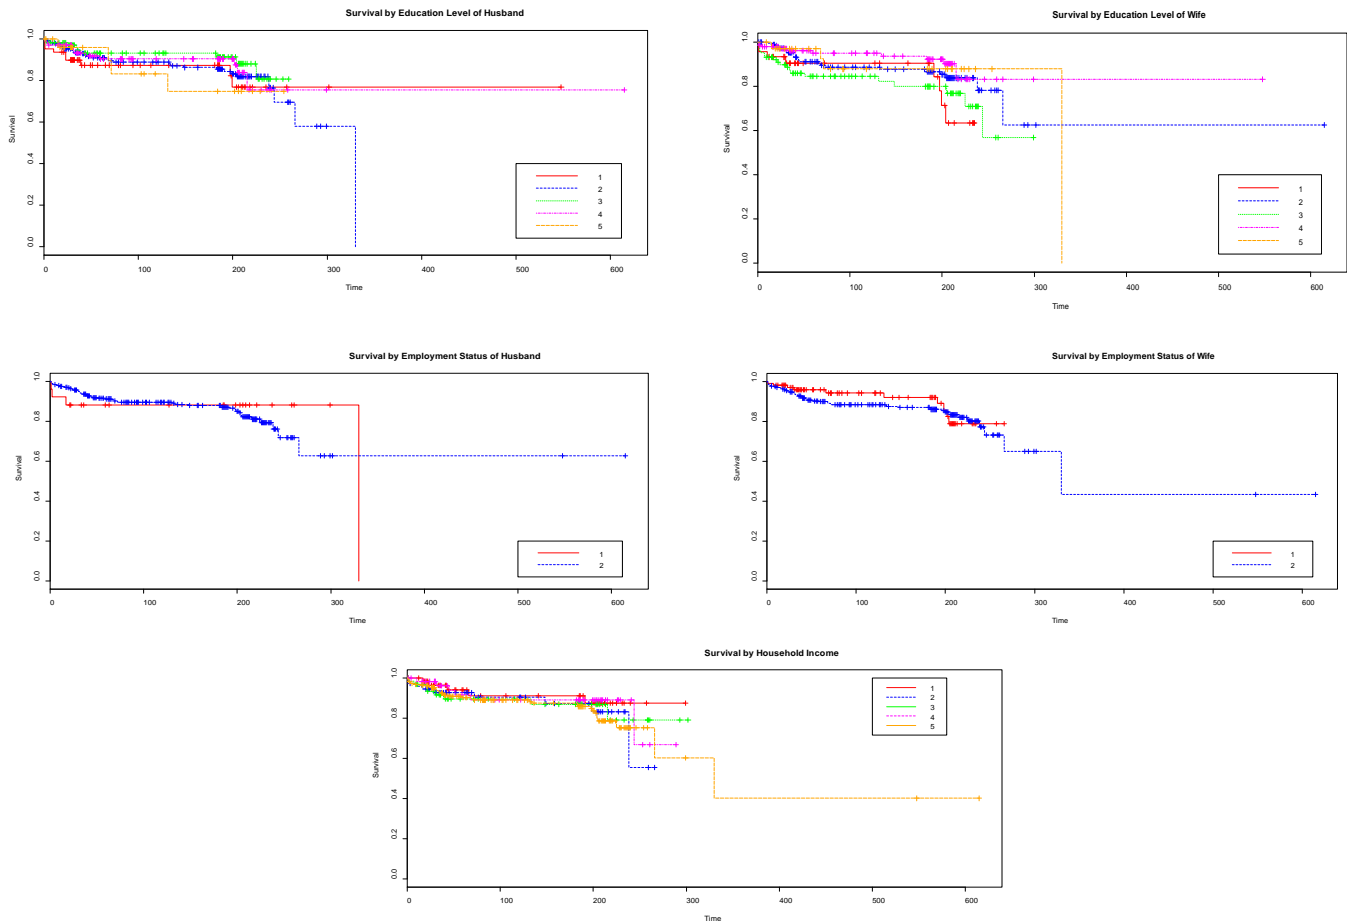 Survival by Education Level of Husband
Survival
0.0 0.2 0.4 0.6 0.8 1.0
0 100 200 300 400 500 600
Time
1
2
3
4
5
Survival by Education Level of Wife
Survival
0.0 0.2 0.4 0.6 0.8 1.0
0 100 200 300 400 500 600
Time
1
2
3
4
5
Survival by Employment Status of Husband
Survival
0.0 0.2 0.4 0.6 0.8 1.0
0 100 200 300 400 500 600
Time
1
2
Survival by Employment Status of Wife
Survival
0.0 0.2 0.4 0.6 0.8 1.0
0 100 200 300 400 500 600
Time
1
2
Survival by Household Income
Survival
0.0 0.2 0.4 0.6 0.8 1.0
0 100 200 300 400 500 600
Time
1
2
3
4
5